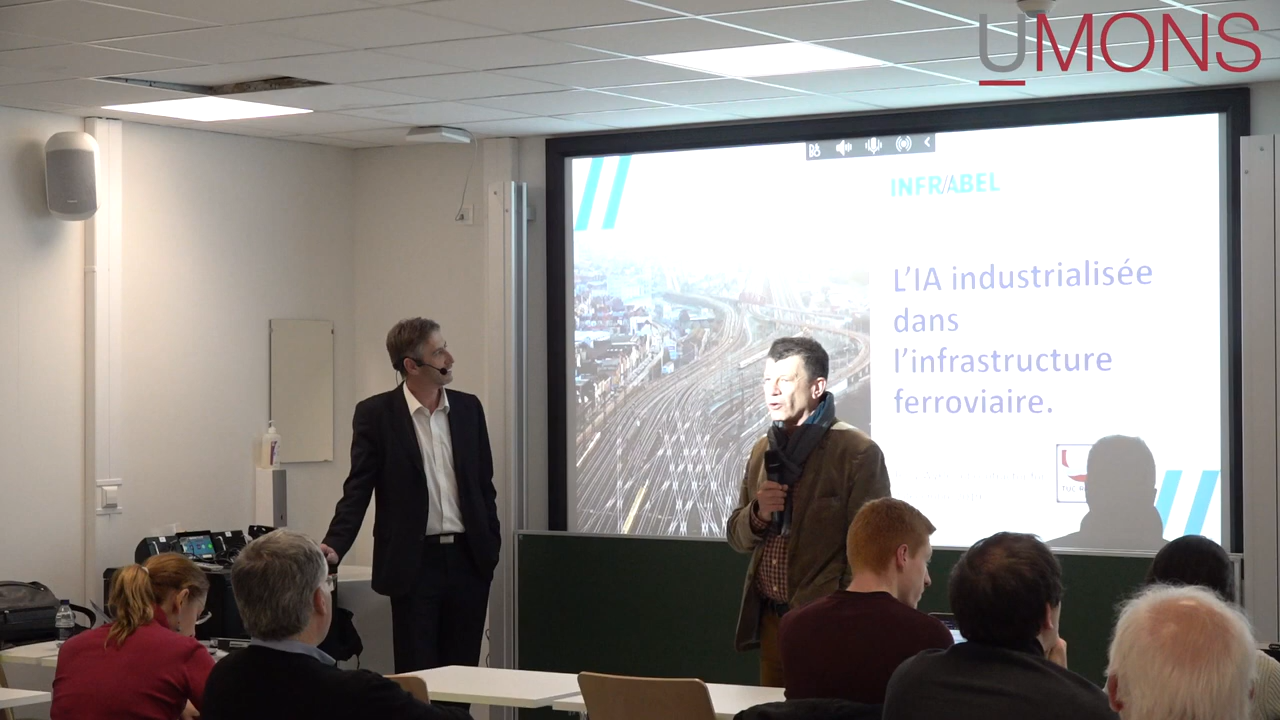 UMONS
INFRABEL
L'IA industrialisée
dans
l'infrastructure
ferroviaire.